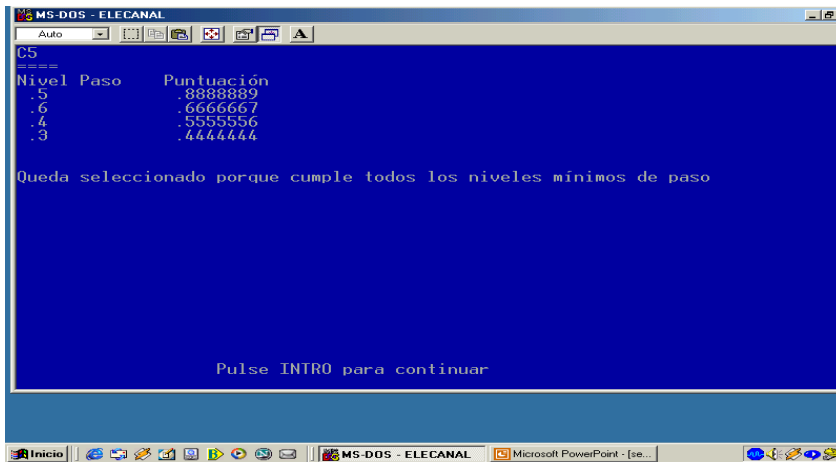 MS-DOS - ELECANAL
Auto
A
C5
====
Nivel Paso Puntuación
.5 .8888889
.6 .6666667
.4 .5555556
.3 .4444444
Queda seleccionado porque cumple todos los niveles mínimos de paso
Pulse INTRO para continuar
Inicio MS-DOS - ELECANAL Microsoft PowerPoint - [se...